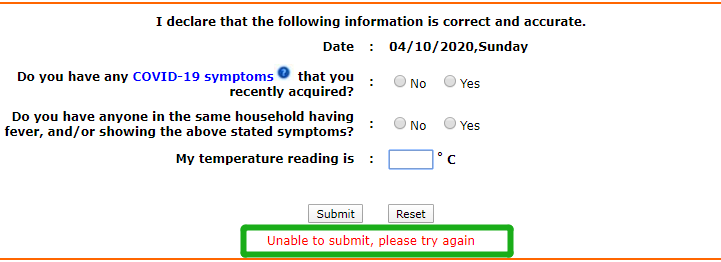 I declare that the following information is correct and accurate.
Date : 04/10/2020,Sunday
Do you have any COVID-19 symptoms ? that you
recently acquired? : No Yes
Do you have anyone in the same household having
fever, and/or showing the above stated symptoms? : No Yes
My temperature reading is : ° C
Submit Reset
Unable to submit, please try again